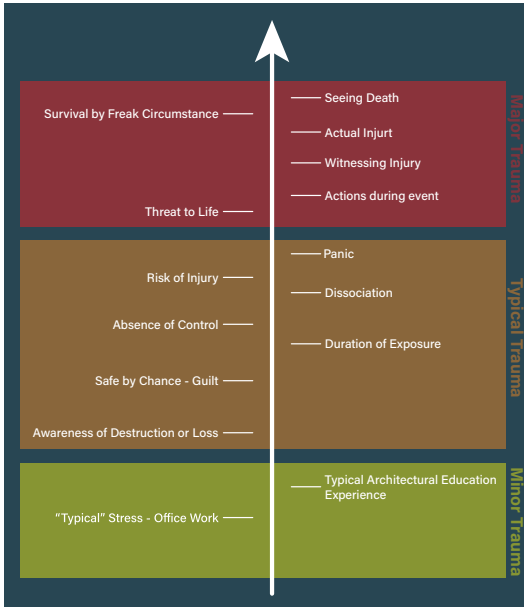 Seeing Death
Survival by Freak Circumstance
Actual Injurt
Witnessing Injury
Actions during event
Threat to Life
Major Trauma
Panic
Risk of Injury
Dissociation
Absence of Control
Duration of Exposure
Safe by Chance - Guilt
Awareness of Destruction or Loss
Typical Trauma
Typical Architectural Education
Experience
“Typical” Stress - Office Work
Minor Trauma